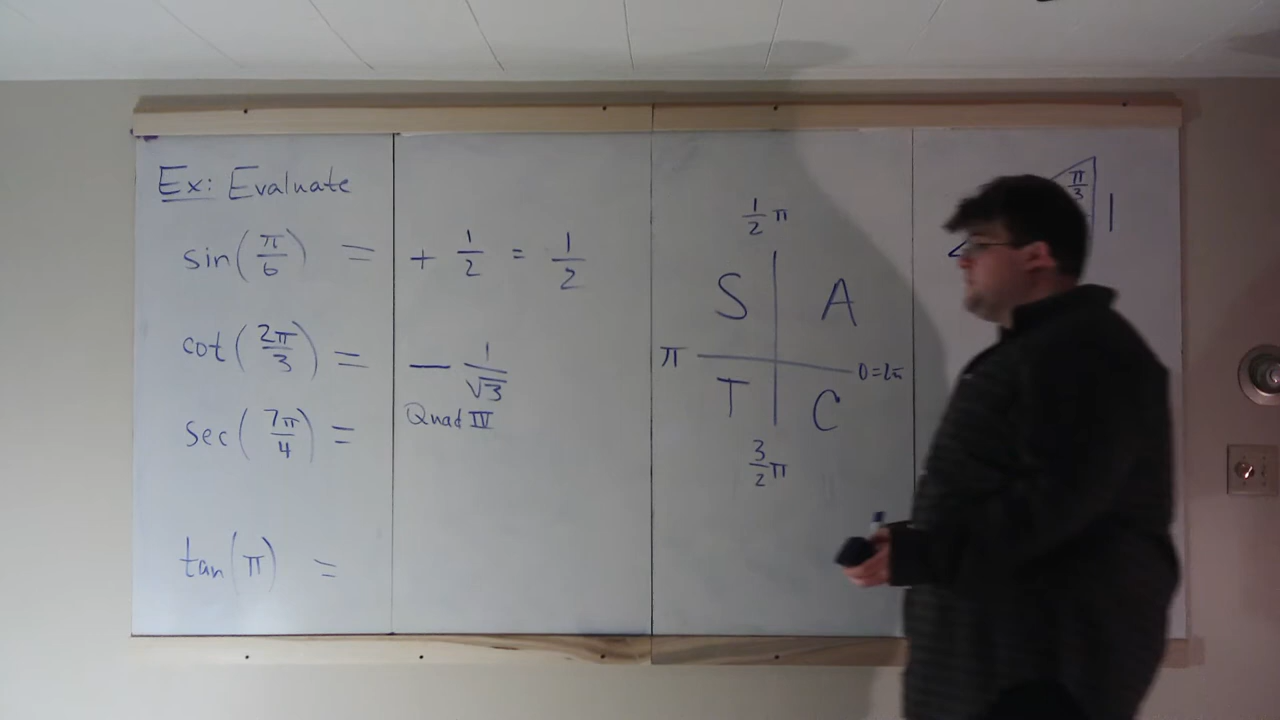 Ex: Evaluate
sin(π/6) = + 1/2 = 1/2
cot(2π/3) = − 1/√3
Quad IV
sec(7π/4) =
tan(π) =
1/2 π
S A
π 0=2π
T C
3/2 π
π/3
1
2